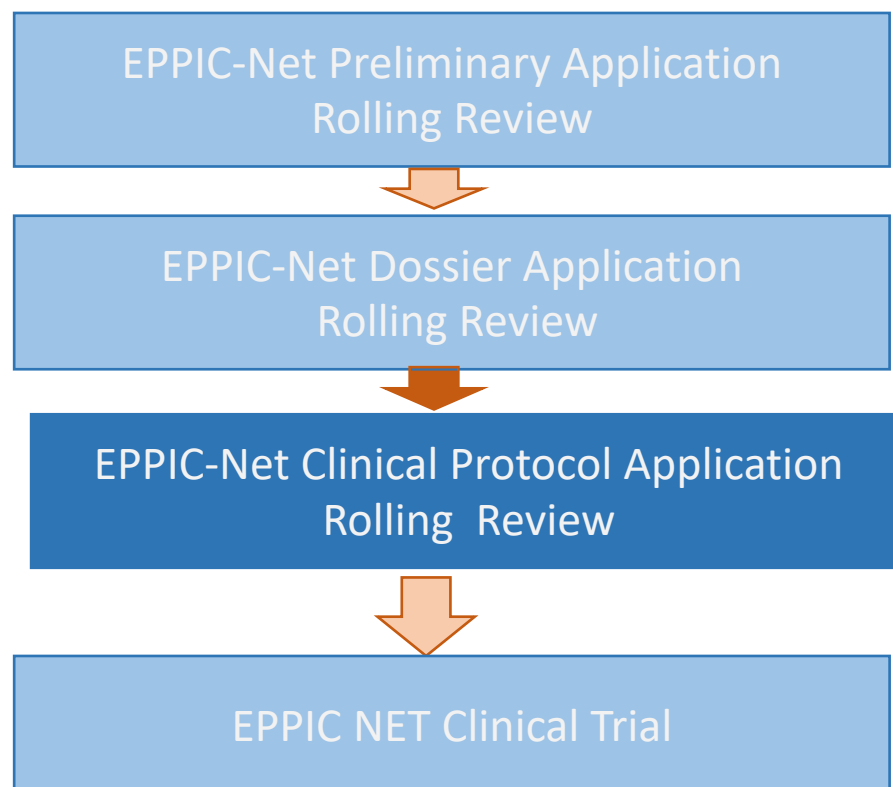 EPPIC-Net Preliminary Application
Rolling Review
EPPIC-Net Dossier Application
Rolling Review
EPPIC-Net Clinical Protocol Application
Rolling  Review
EPPIC NET Clinical Trial